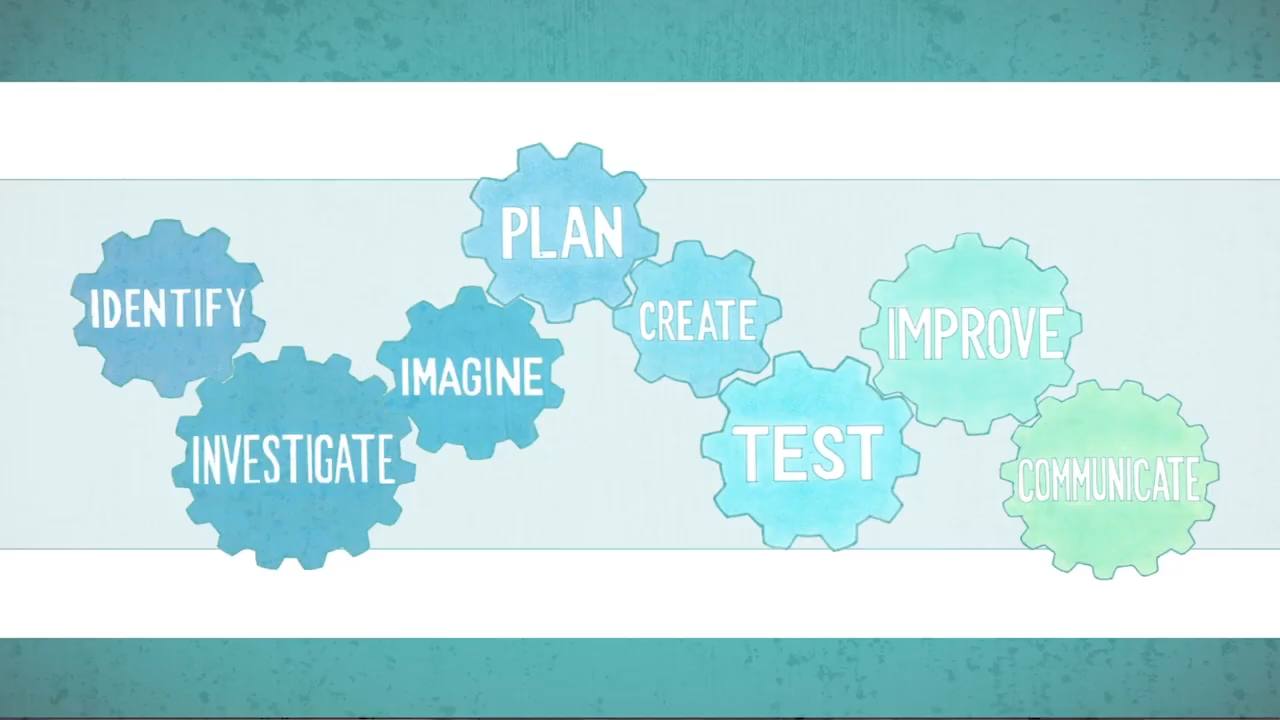 IDENTIFY
INVESTIGATE
IMAGINE
PLAN
CREATE
TEST
IMPROVE
COMMUNICATE